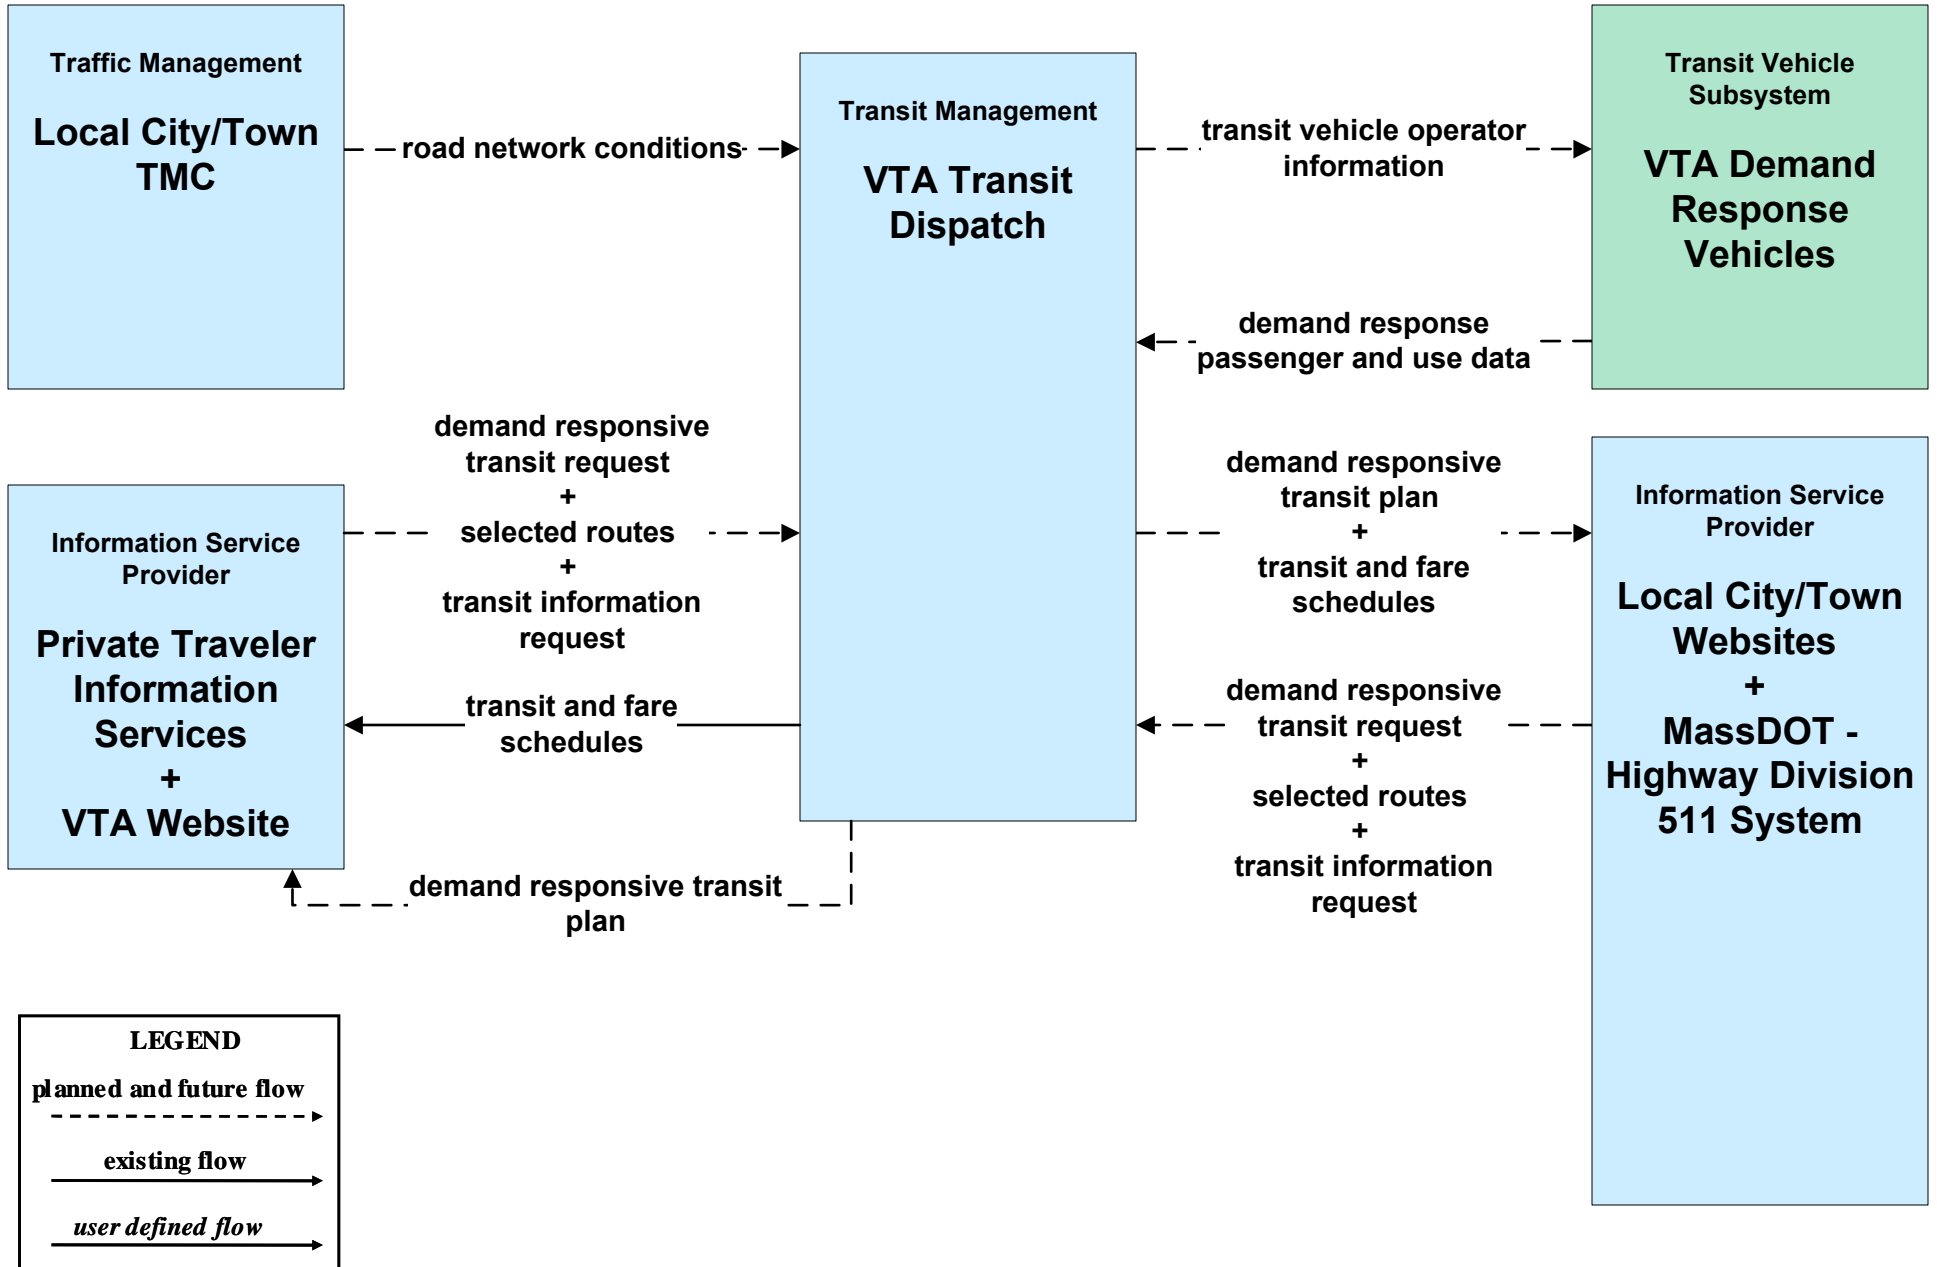 Traffic Management
Local City/Town
TMC
road network conditions
Transit Management
VTA Transit
Dispatch
transit vehicle operator
information
Transit Vehicle
Subsystem
VTA Demand
Response
Vehicles
demand response
passenger and use data
demand responsive
transit request
+
selected routes
+
transit information
request
Information Service
Provider
Private Traveler
Information
Services
+
VTA Website
transit and fare
schedules
demand responsive transit
plan
demand responsive
transit plan
+
transit and fare
schedules
demand responsive
transit request
+
selected routes
+
transit information
request
Information Service
Provider
Local City/Town
Websites
+
MassDOT -
Highway Division
511 System
LEGEND
planned and future flow
existing flow
user defined flow